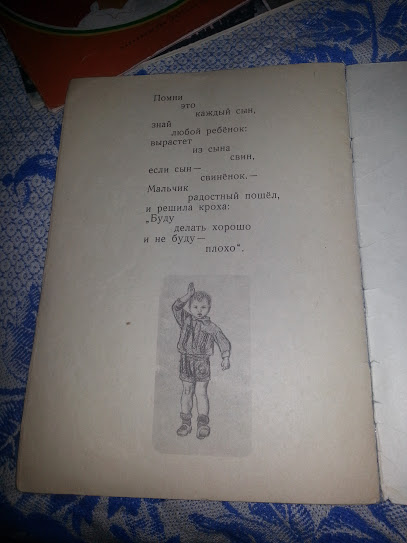 Помни
это
каждый сын,
знай
любой ребёнок:
вырастет
из сына
свин,
если сын—
свинёнок.—
Мальчик
радостный пошёл,
и решила кроха:
„Буду
делать хорошо
и не буду—
плохо“.